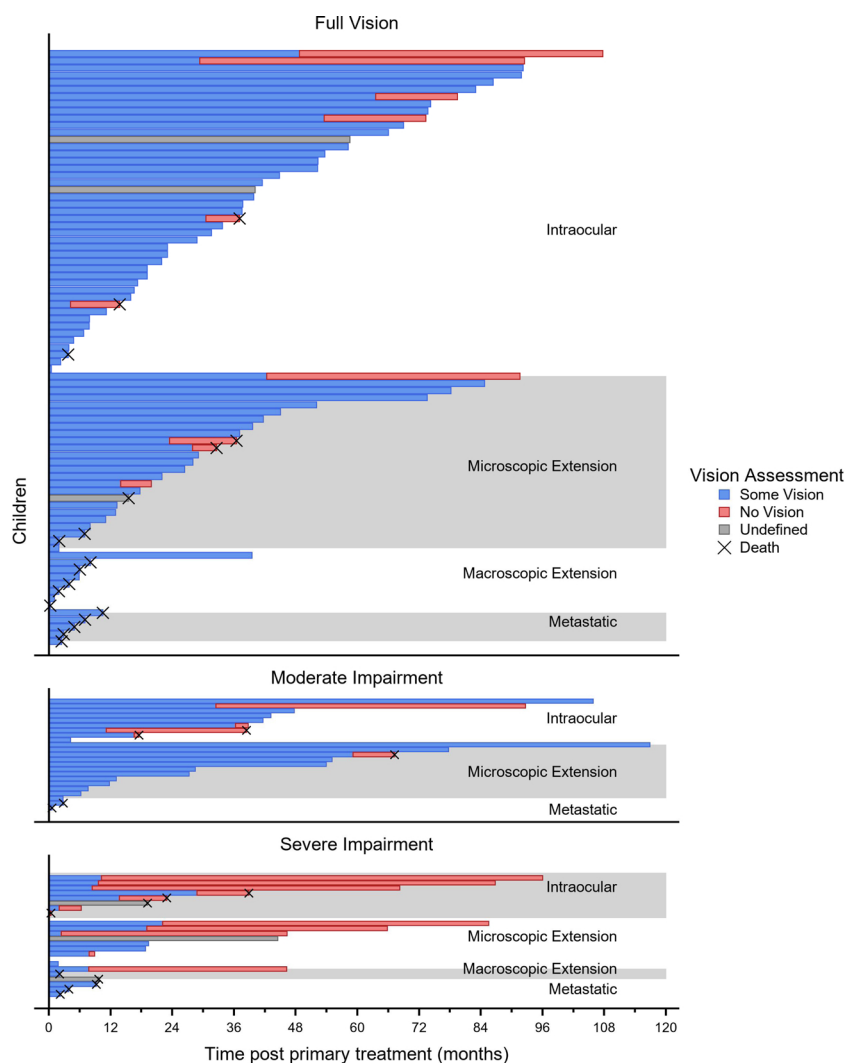 Full Vision
Intraocular
Microscopic Extension
Macroscopic Extension
Metastatic
Children
Vision Assessment
Some Vision
No Vision
Undefined
Death
Moderate Impairment
Intraocular
Microscopic Extension
Metastatic
Severe Impairment
Intraocular
Microscopic Extension
Macroscopic Extension
Metastatic
0 12 24 36 48 60 72 84 96 108 120
Time post primary treatment (months)